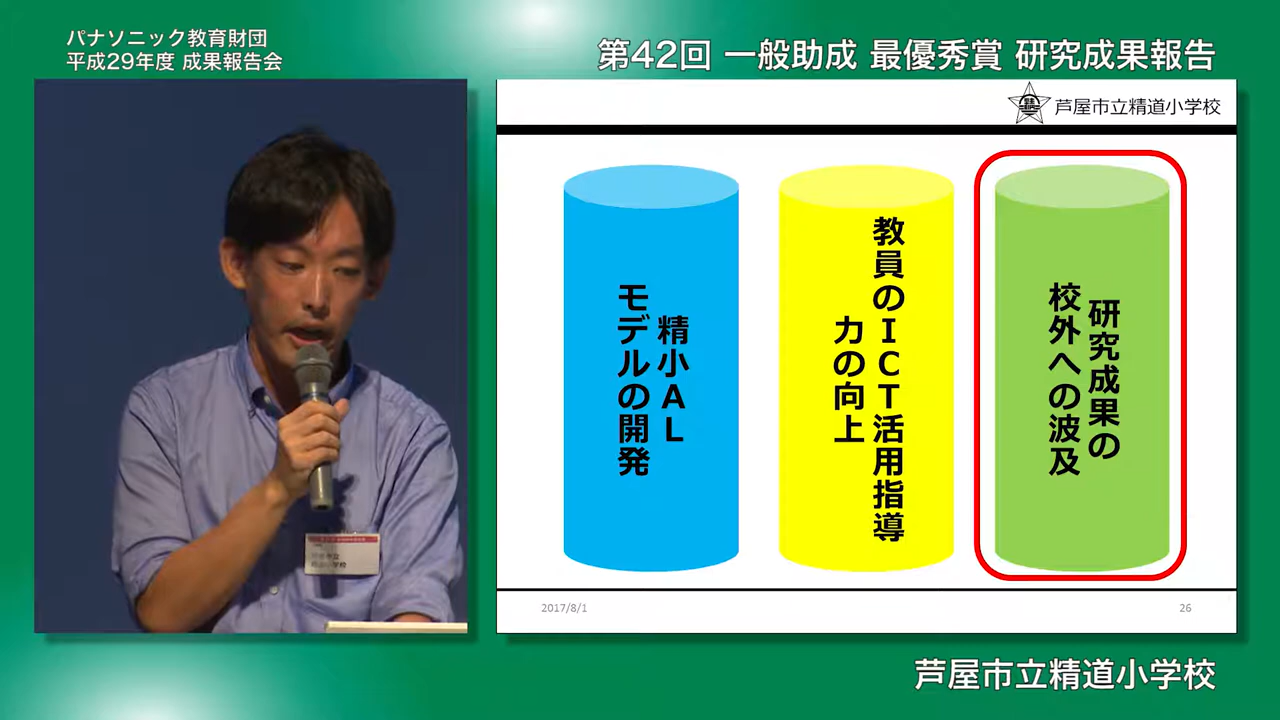 パナソニック教育財団
平成29年度 成果報告会
第42回 一般助成 最優秀賞 研究成果報告
芦屋市立精道小学校
精小AL
モデルの開発
教員のICT活用指導
力の向上
研究成果の
校外への波及
2017/8/1
26
芦屋市立精道小学校